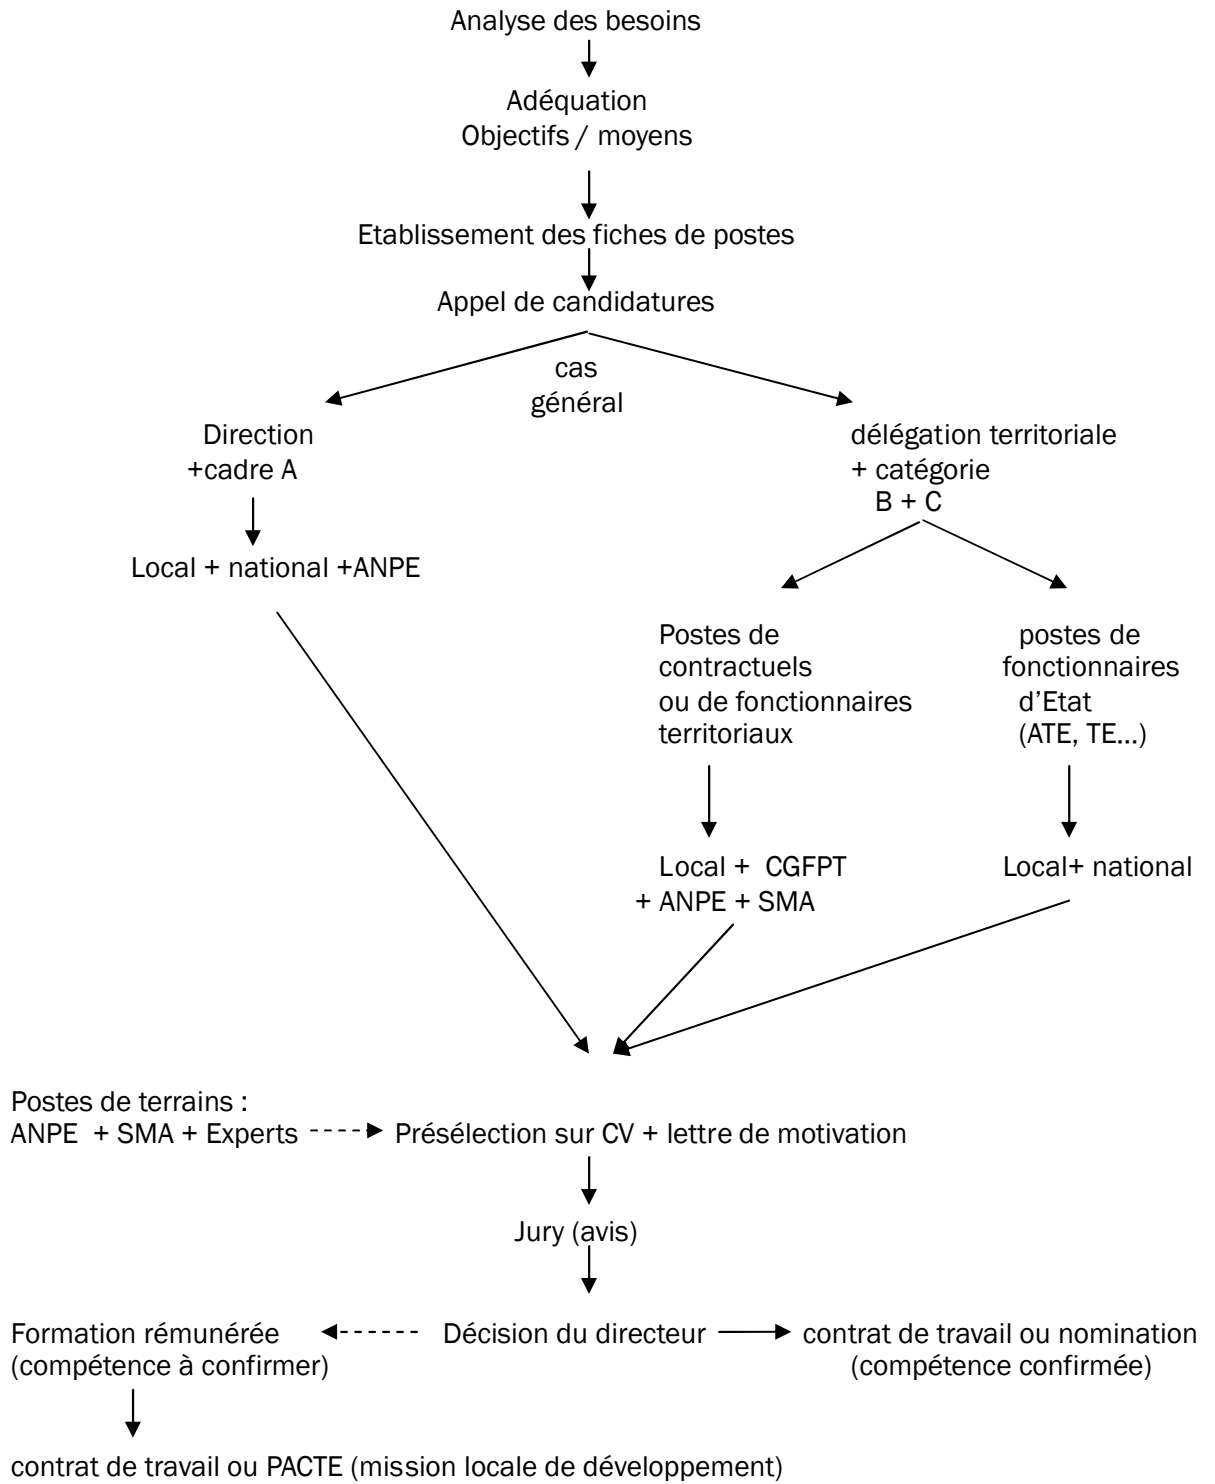 Analyse des besoins
Adéquation
Objectifs / moyens
Etablissement des fiches de postes
Appel de candidatures
cas
général
Direction
+cadre A
Local + national +ANPE
délégation territoriale
+ catégorie
B + C
Postes de
contractuels
ou de fonctionnaires
territoriaux
Local + CGFPT
+ ANPE + SMA
postes de
fonctionnaires
d'Etat
(ATE, TE...)
Local+ national
Postes de terrains :
ANPE + SMA + Experts
Présélection sur CV + lettre de motivation
Jury (avis)
Décision du directeur
Formation rémunérée
(compétence à confirmer)
contrat de travail ou nomination
(compétence confirmée)
contrat de travail ou PACTE (mission locale de développement)